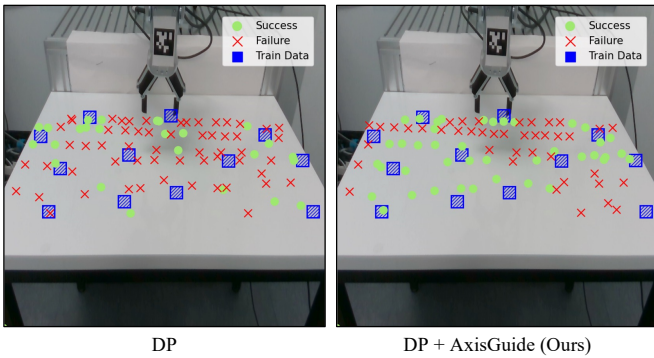 Success
Failure
Train Data
Success
Failure
Train Data
DP
DP + AxisGuide (Ours)